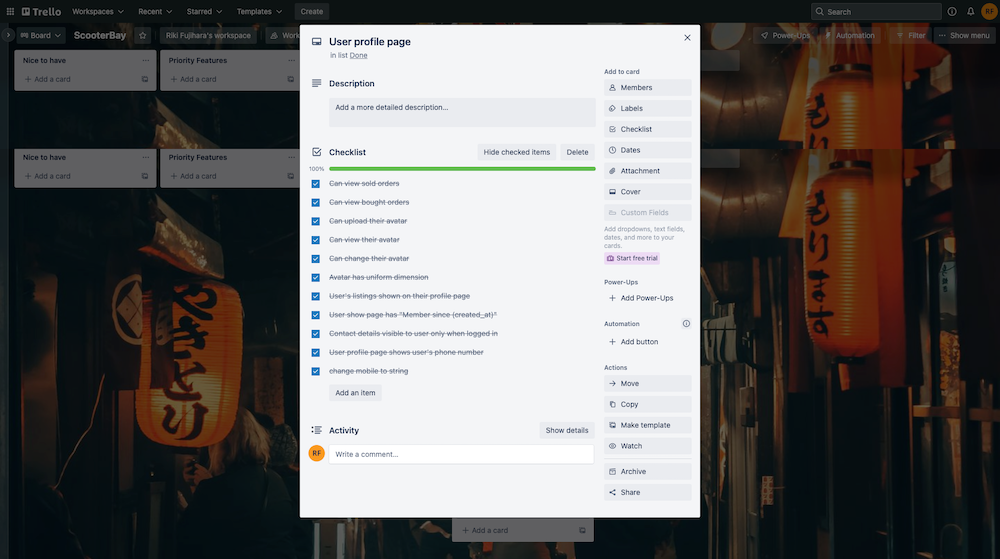 Trello
Workspaces
Recent
Starred
Templates
Create
Search
RF
Board
ScooterBay
Riki Fujihara's workspace
Work
Power-Ups
Automation
Filter
Show menu
Nice to have
+ Add a card
Priority Features
+ Add a card
Nice to have
+ Add a card
Priority Features
+ Add a card
User profile page
in list Done
Description
Add a more detailed description...
Checklist
Hide checked items
Delete
100%
Can view sold orders
Can view bought orders
Can upload their avatar
Can view their avatar
Can change their avatar
Avatar has uniform dimension
User's listings shown on their profile page
User show page has "Member since (created_at)"
Contact details visible to user only when logged in
User profile page shows user's phone number
change mobile to string
Add an item
Activity
Show details
RF
Write a comment...
Add to card
Members
Labels
Checklist
Dates
Attachment
Cover
Custom Fields
Add dropdowns, text fields,
dates, and more to your
cards.
Start free trial
Power-Ups
+ Add Power-Ups
Automation
+ Add button
Actions
Move
Copy
Make template
Watch
Archive
Share
+ Add a card
やきとり
もります